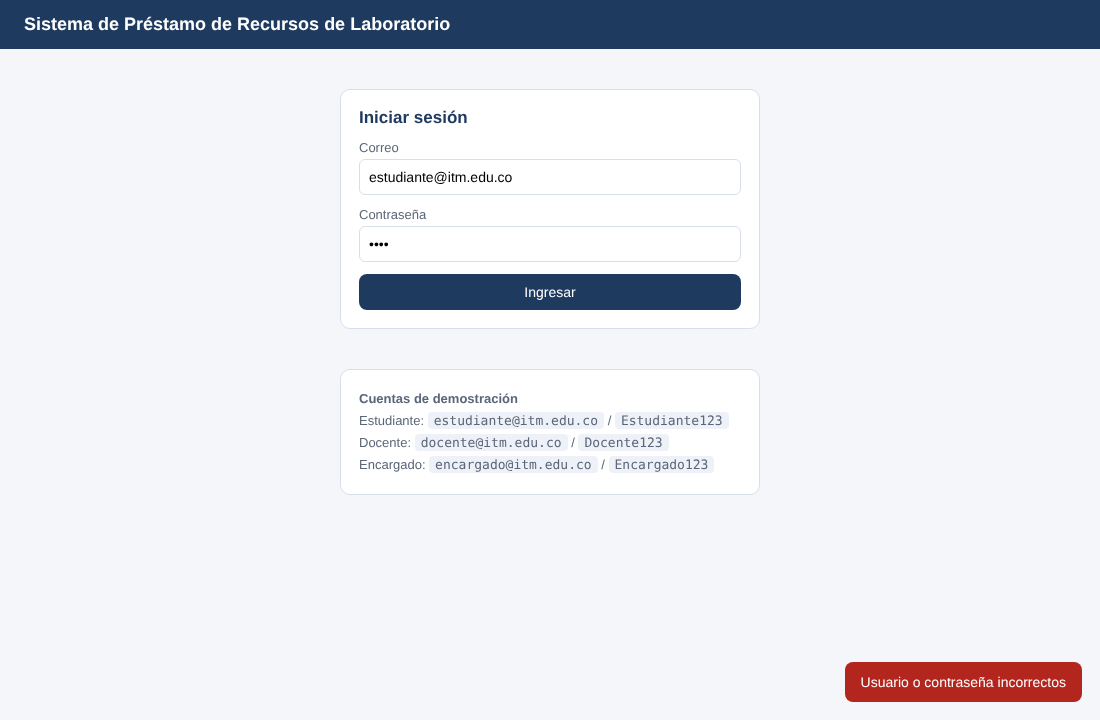 Sistema de Préstamo de Recursos de Laboratorio
Iniciar sesión
Correo
estudiante@itm.edu.co
Contraseña
••••
Ingresar
Cuentas de demostración
Estudiante: estudiante@itm.edu.co / Estudiante123
Docente: docente@itm.edu.co / Docente123
Encargado: encargado@itm.edu.co / Encargado123
Usuario o contraseña incorrectos